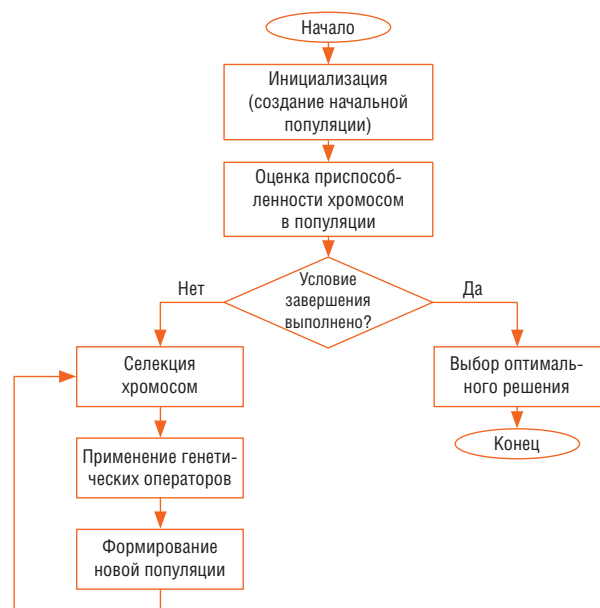 Начало
Инициализация
(создание начальной
популяции)
Оценка приспособ-
ленности хромосом
в популяции
Условие
завершения
выполнено?
Нет
Да
Селекция
хромосом
Выбор оптималь-
ного решения
Применение генети-
ческих операторов
Конец
Формирование
новой популяции